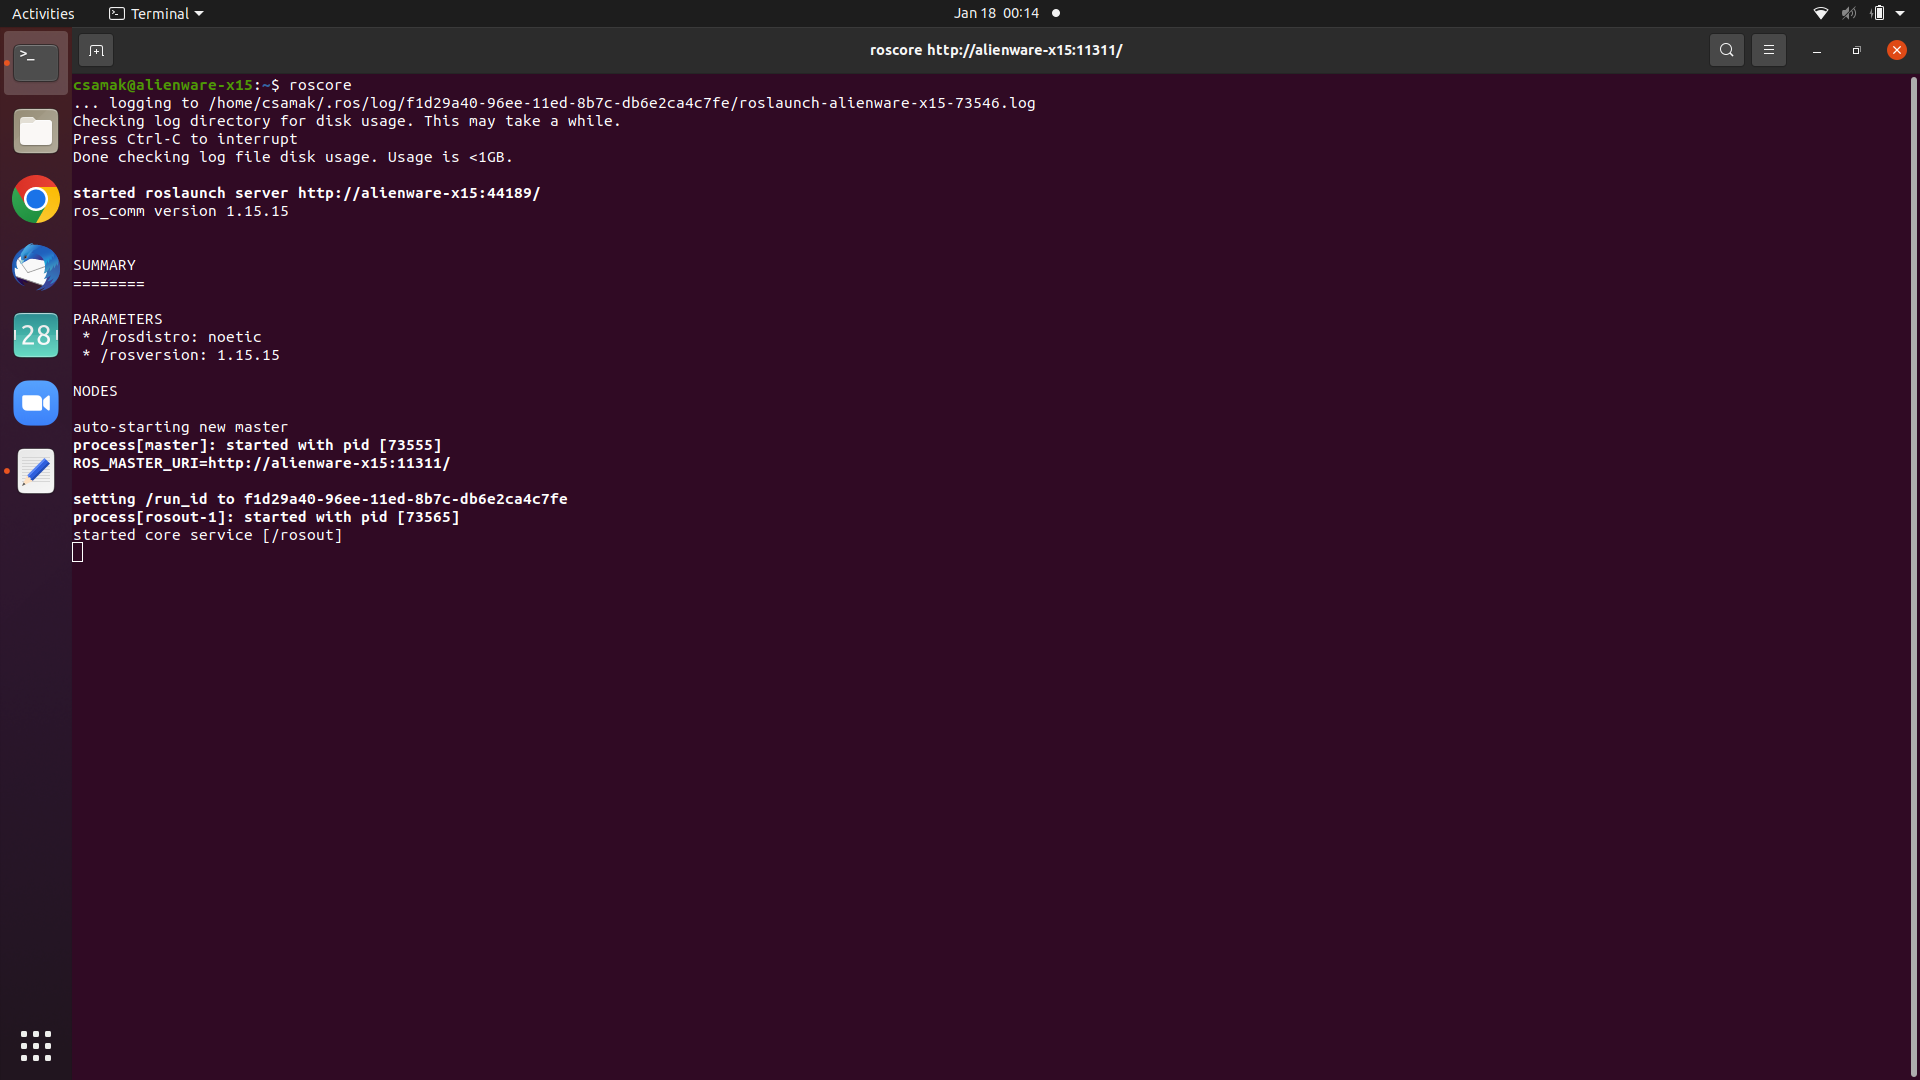 Activities
Terminal
Jan 18 00:14
roscore http://alienware-x15:11311/
csamak@alienware-x15:~$ roscore
... logging to /home/csamak/.ros/log/f1d29a40-96ee-11ed-8b7c-db6e2ca4c7fe/roslaunch-alienware-x15-73546.log
Checking log directory for disk usage. This may take a while.
Press Ctrl-C to interrupt
Done checking log file disk usage. Usage is <1GB.
started roslaunch server http://alienware-x15:44189/
ros_comm version 1.15.15
SUMMARY
========
PARAMETERS
* /rosdistro: noetic
* /rosversion: 1.15.15
NODES
auto-starting new master
process[master]: started with pid [73555]
ROS_MASTER_URI=http://alienware-x15:11311/
setting /run_id to f1d29a40-96ee-11ed-8b7c-db6e2ca4c7fe
process[rosout-1]: started with pid [73565]
started core service [/rosout]
28